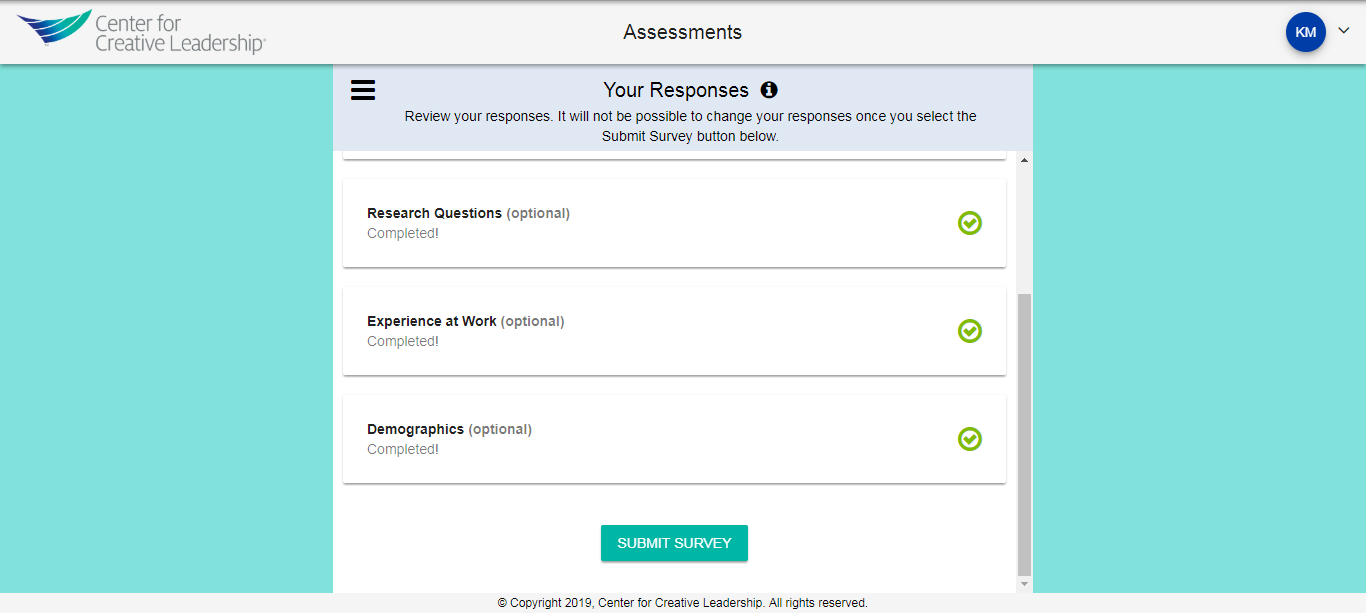 Center for
Creative Leadership®
Assessments
KM
Your Responses
Review your responses. It will not be possible to change your responses once you select the
Submit Survey button below.
Research Questions (optional)
Completed!
Experience at Work (optional)
Completed!
Demographics (optional)
Completed!
SUBMIT SURVEY
© Copyright 2019, Center for Creative Leadership. All rights reserved.